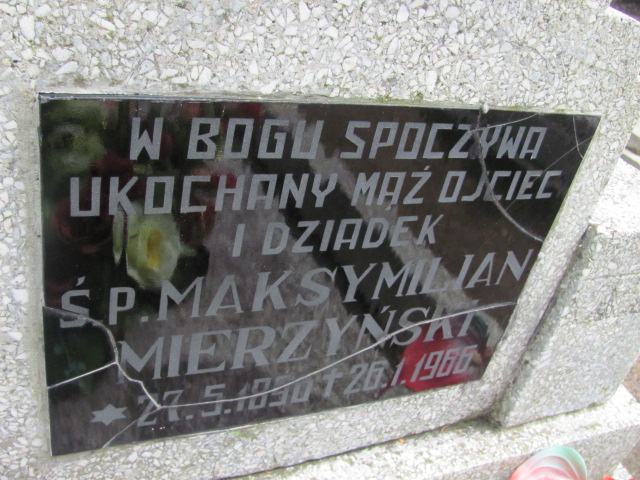 W BOGU SPOCZYWA
UKOCHANY MĄŻ OJCIEC
I DZIADEK
ŚP. MAKSYMILIAN
MIERZYŃSKI
27.5.1890 † 26.1.1966